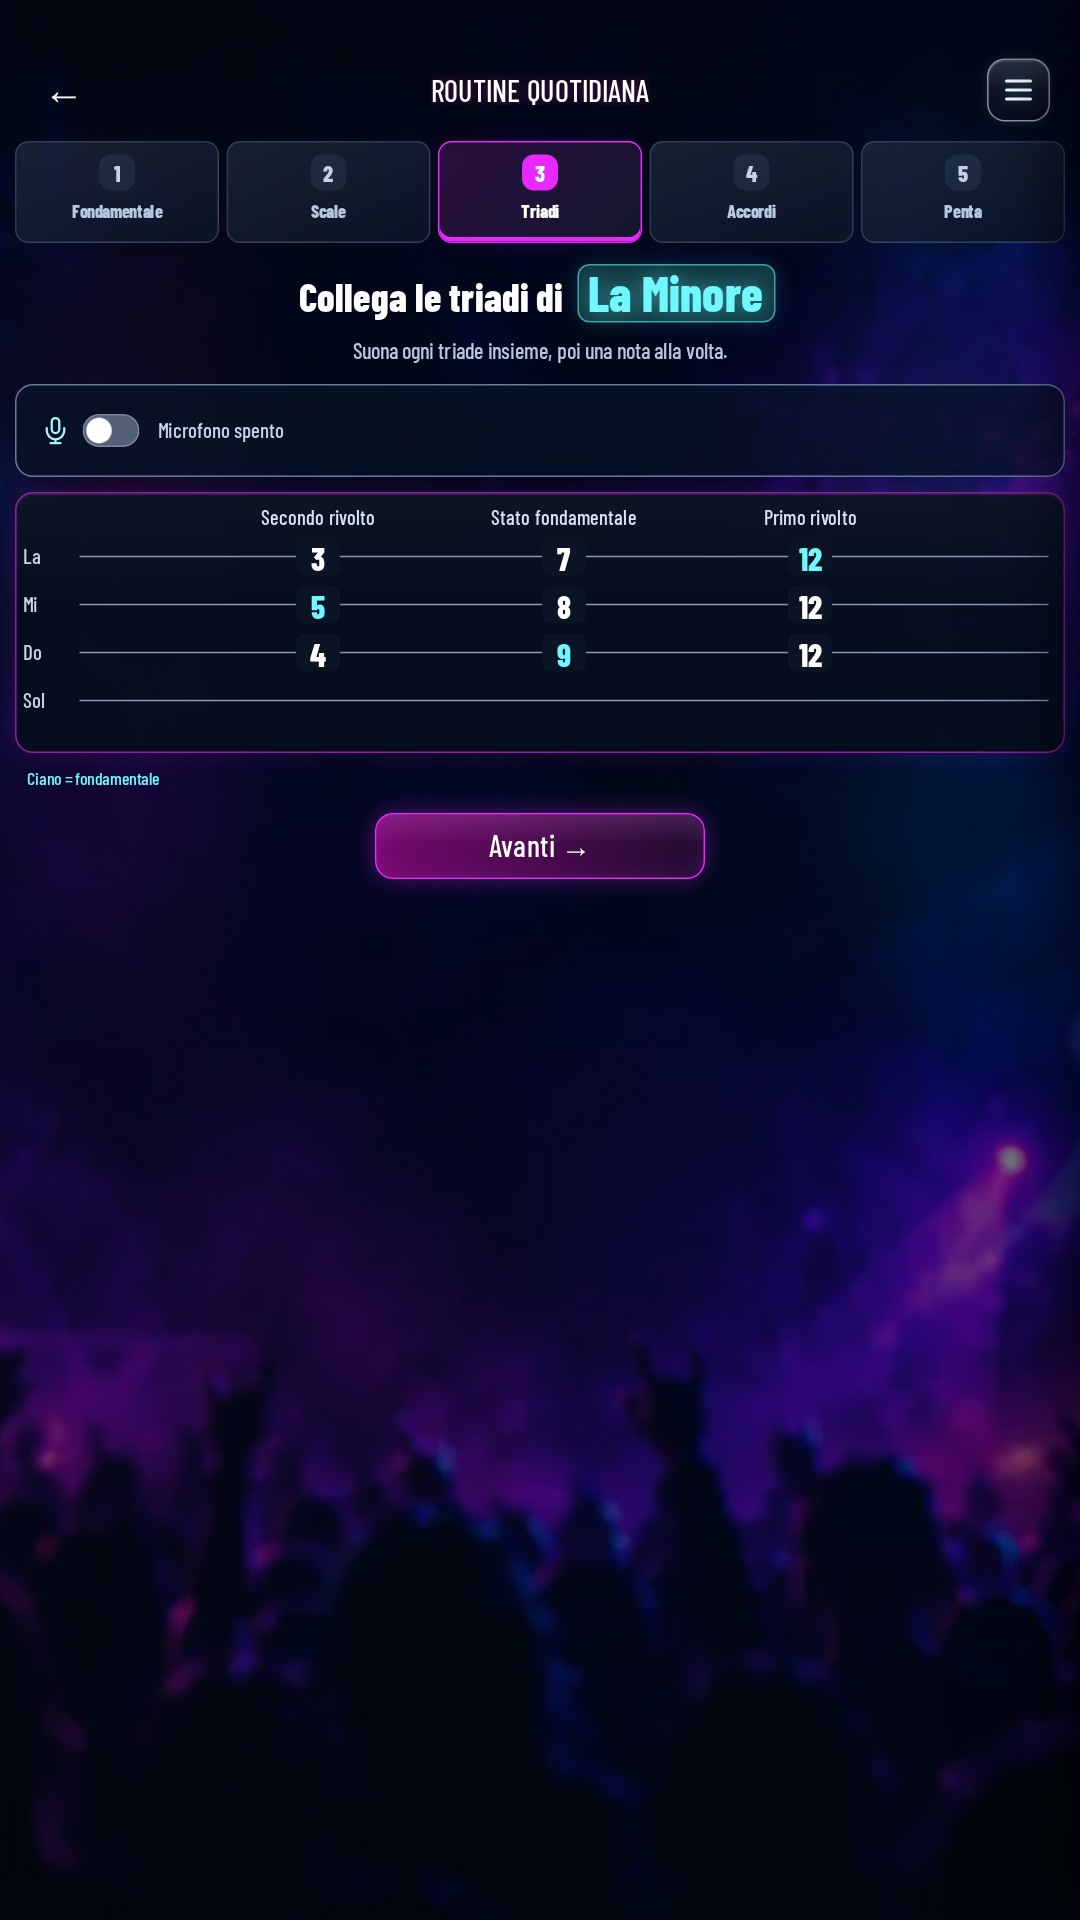 ← ROUTINE QUOTIDIANA
1 2 3 4 5
Fondamentale Scale Triadi Accordi Penta
Collega le triadi di La Minore
Suona ogni triade insieme, poi una nota alla volta.
Microfono spento
Secondo rivolto Stato fondamentale Primo rivolto
La 3 7 12
Mi 5 8 12
Do 4 9 12
Sol
Ciano = fondamentale
Avanti →